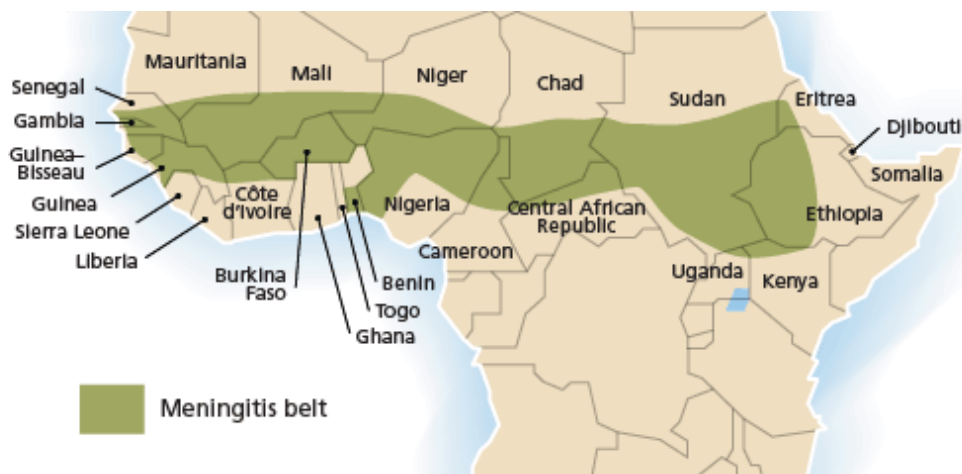 Mauritania
Mali
Niger
Chad
Sudan
Eritrea
Djibouti
Somalia
Ethiopia
Senegal
Gambia
Guinea–
Bissau
Guinea
Sierra Leone
Liberia
Côte
d'Ivoire
Burkina
Faso
Ghana
Togo
Benin
Nigeria
Cameroon
Central African
Republic
Uganda
Kenya
Meningitis belt